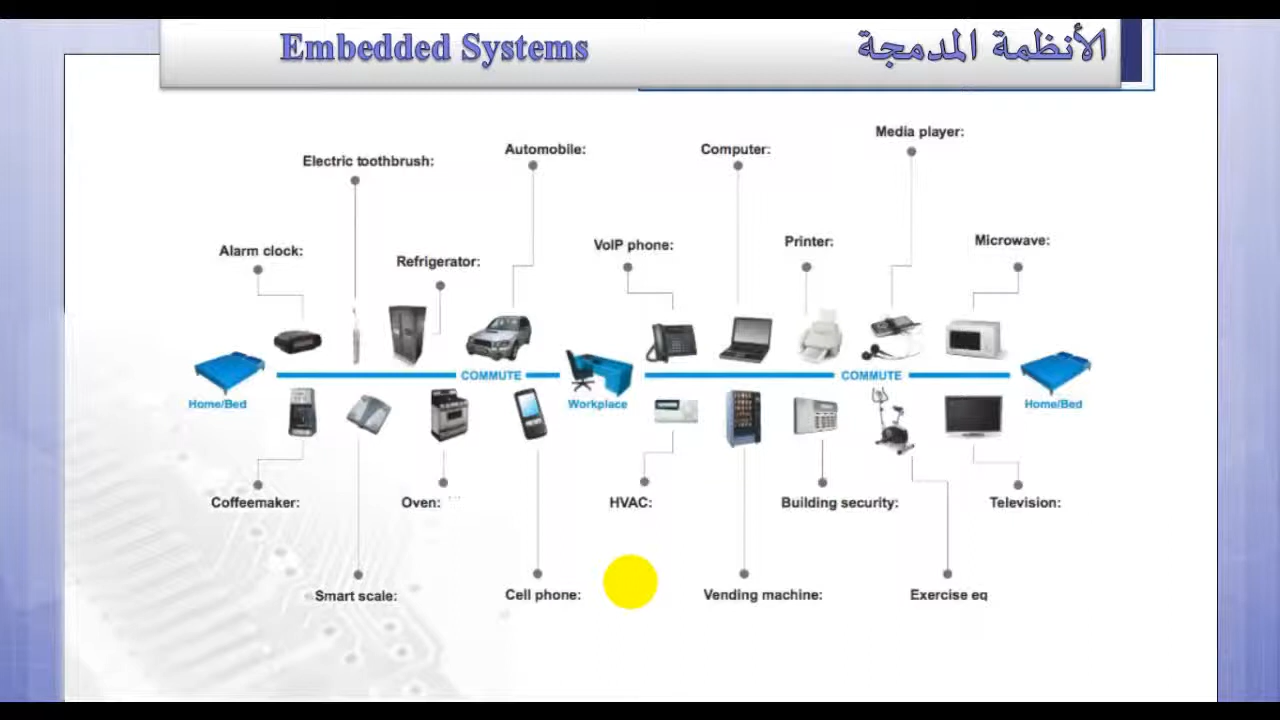 Embedded Systems
الأنظمة المدمجة
Media player:
Automobile:
Computer:
Electric toothbrush:
Alarm clock:
Refrigerator:
VoIP phone:
Printer:
Microwave:
COMMUTE
COMMUTE
Home/Bed
Workplace
Home/Bed
Coffeemaker:
Oven:
HVAC:
Building security:
Television:
Smart scale:
Cell phone:
Vending machine:
Exercise eq